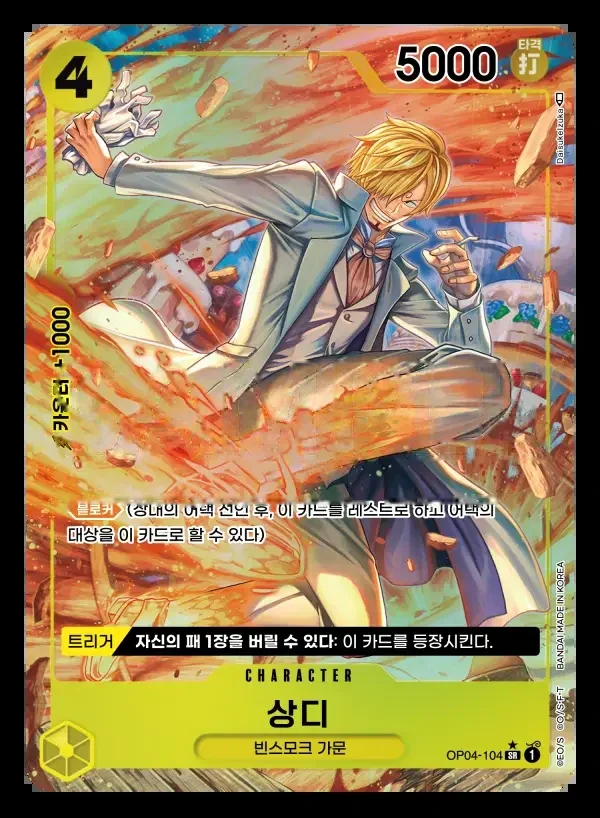 4
5000
타격
打
DaisukeIzuka
카운터 +1000
블로커 (상대의 어택 선언 후, 이 카드를 레스트로 하고 어택의
대상을 이 카드로 할 수 있다)
트리거 자신의 패 1장을 버릴 수 있다: 이 카드를 등장시킨다.
CHARACTER
상디
빈스모크 가문
OP04-104 SR 1
©EO/S ©O/S·F·T BANDAI MADE IN KOREA